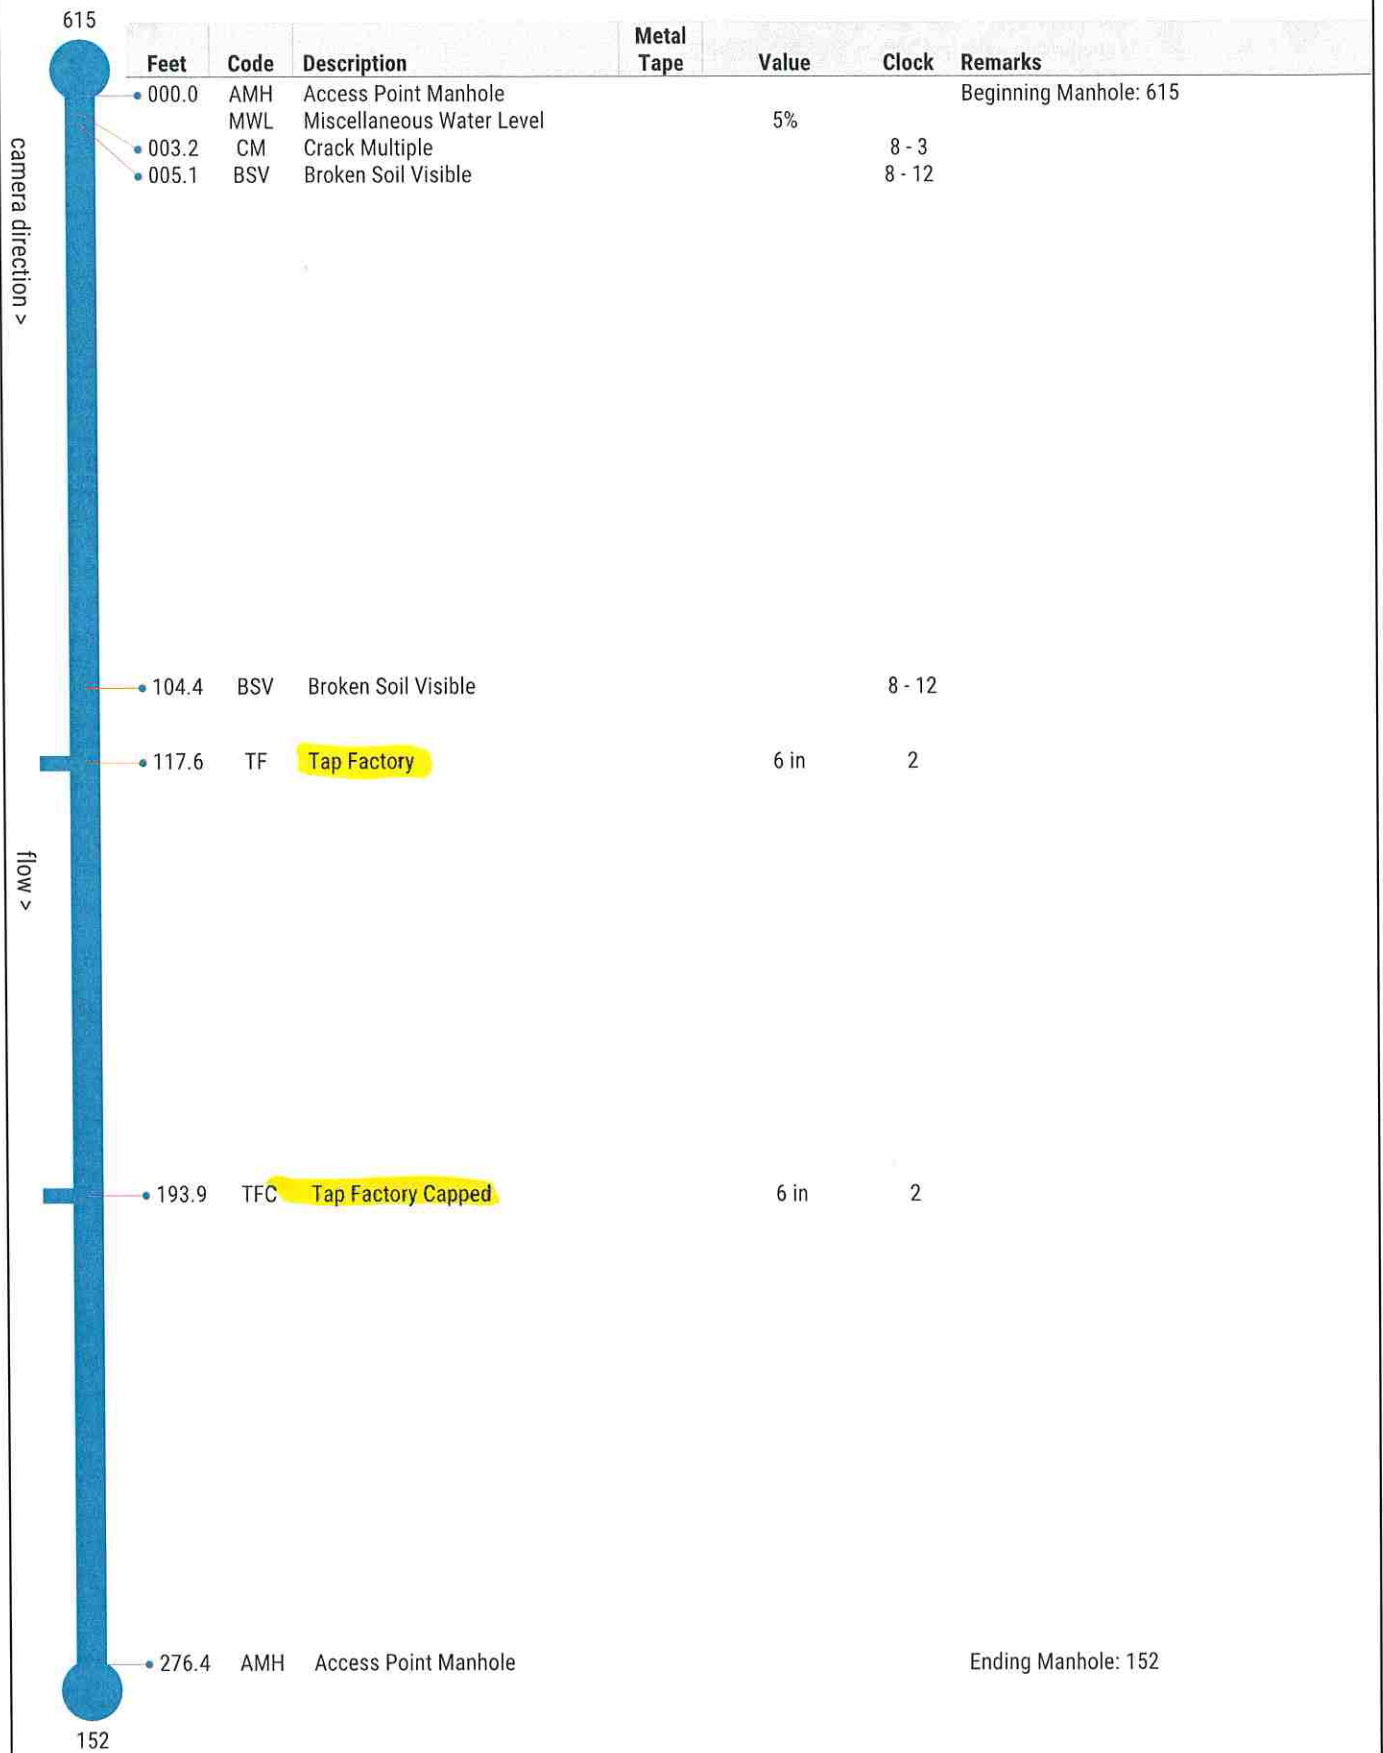 615
Metal
Feet Code Description Tape Value Clock Remarks
000.0 AMH Access Point Manhole Beginning Manhole: 615
MWL Miscellaneous Water Level 5%
003.2 CM Crack Multiple 8 - 3
005.1 BSV Broken Soil Visible 8 - 12
camera direction >
104.4 BSV Broken Soil Visible 8 - 12
117.6 TF Tap Factory 6 in 2
flow >
193.9 TFC Tap Factory Capped 6 in 2
276.4 AMH Access Point Manhole Ending Manhole: 152
152